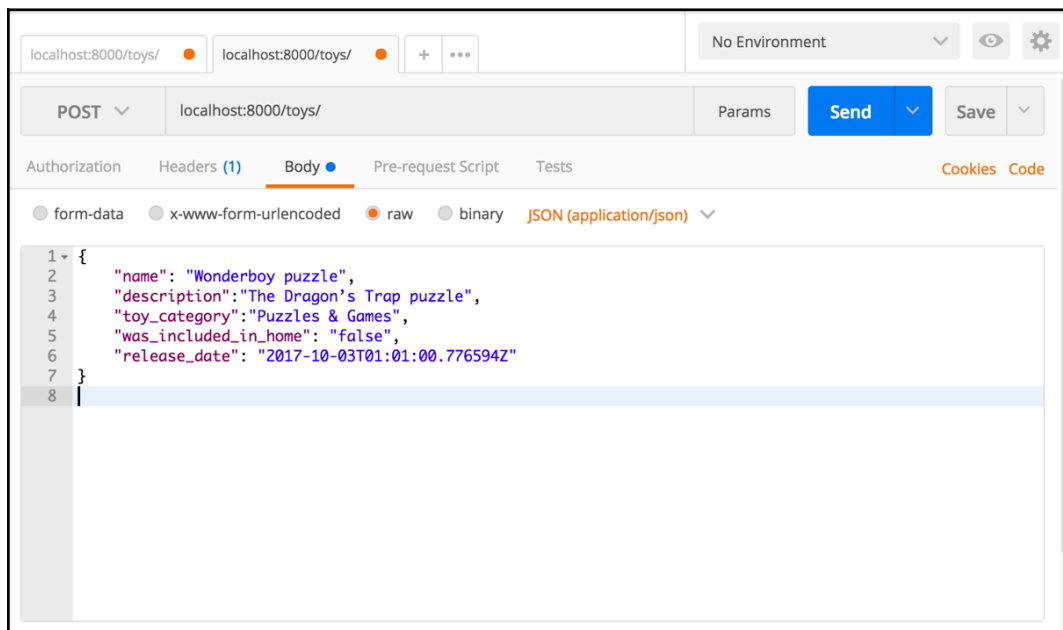 localhost:8000/toys/ localhost:8000/toys/ + ••• No Environment
POST localhost:8000/toys/ Params Send Save
Authorization Headers (1) Body Pre-request Script Tests Cookies Code
form-data x-www-form-urlencoded raw binary JSON (application/json)
1 {
2 "name": "Wonderboy puzzle",
3 "description":"The Dragon’s Trap puzzle",
4 "toy_category":"Puzzles & Games",
5 "was_included_in_home": "false",
6 "release_date": "2017-10-03T01:01:00.776594Z"
7 }
8